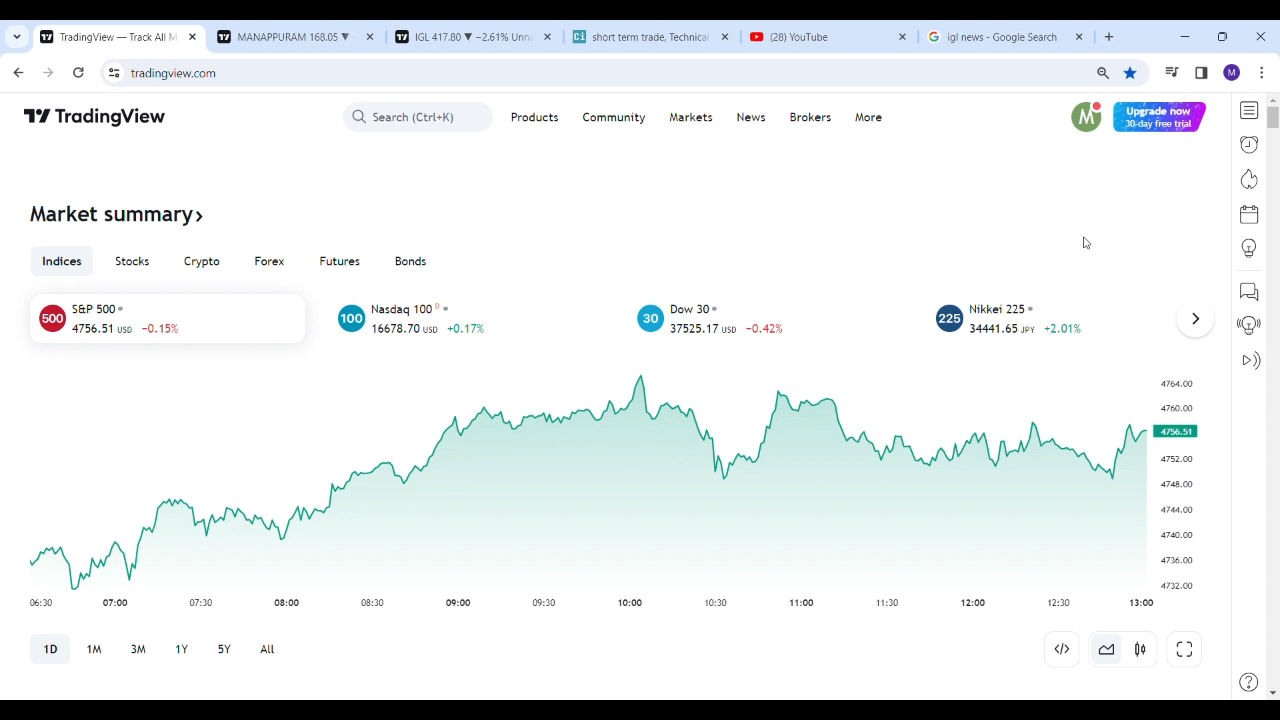 TradingView — Track All M
MANAPPURAM 168.05 ▼
IGL 417.80 ▼ −2.61% Unna
short term trade, Technical
(28) YouTube
igl news - Google Search
tradingview.com
M
TradingView
Search (Ctrl+K)
Products
Community
Markets
News
Brokers
More
M
Upgrade now
30-day free trial
Market summary ›
Indices
Stocks
Crypto
Forex
Futures
Bonds
500
S&P 500
4756.51 USD −0.15%
100
Nasdaq 100 D
16678.70 USD +0.17%
30
Dow 30
37525.17 USD −0.42%
225
Nikkei 225
34441.65 JPY +2.01%
4764.00
4760.00
4756.51
4752.00
4748.00
4744.00
4740.00
4736.00
4732.00
06:30 07:00 07:30 08:00 08:30 09:00 09:30 10:00 10:30 11:00 11:30 12:00 12:30 13:00
1D 1M 3M 1Y 5Y All